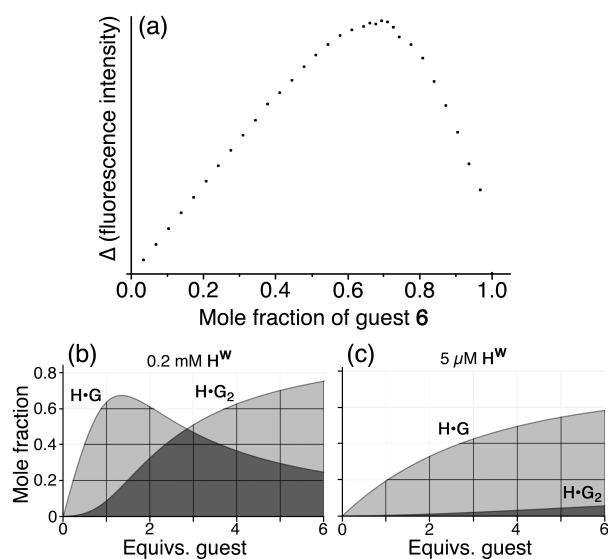 (a)
Δ (fluorescence intensity)
0.0 0.2 0.4 0.6 0.8 1.0
Mole fraction of guest 6
(b)
0.2 mM Hᵂ
0.8
0.6
0.4
0.2
0
Mole fraction
H•G
H•G₂
0 2 4 6
Equivs. guest
(c)
5 µM Hᵂ
H•G
H•G₂
0 2 4 6
Equivs. guest